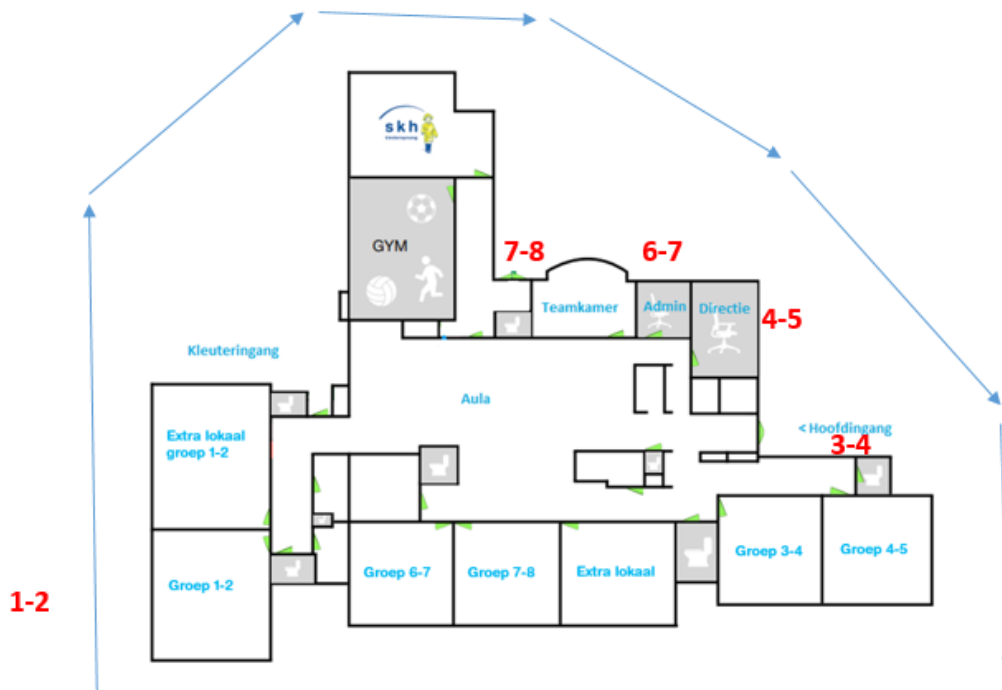 skh
GYM
7-8
6-7
Teamkamer
Admin
Directie
4-5
Kleuteringang
Aula
< Hoofdingang
3-4
Extra lokaal
groep 1-2
Groep 6-7
Groep 7-8
Extra lokaal
Groep 3-4
Groep 4-5
Groep 1-2
1-2